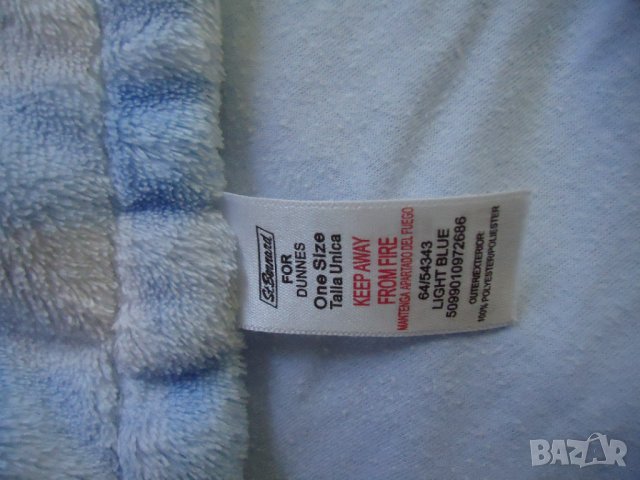 St. Bernard
FOR
DUNNES
One Size
Talla Unica
KEEP AWAY
FROM FIRE
MANTENGA APARTADO DEL FUEGO
64/54343
LIGHT BLUE
5099010972686
OUTER/EXTERIOR:
100% POLYESTER/POLIESTER
BAZAR